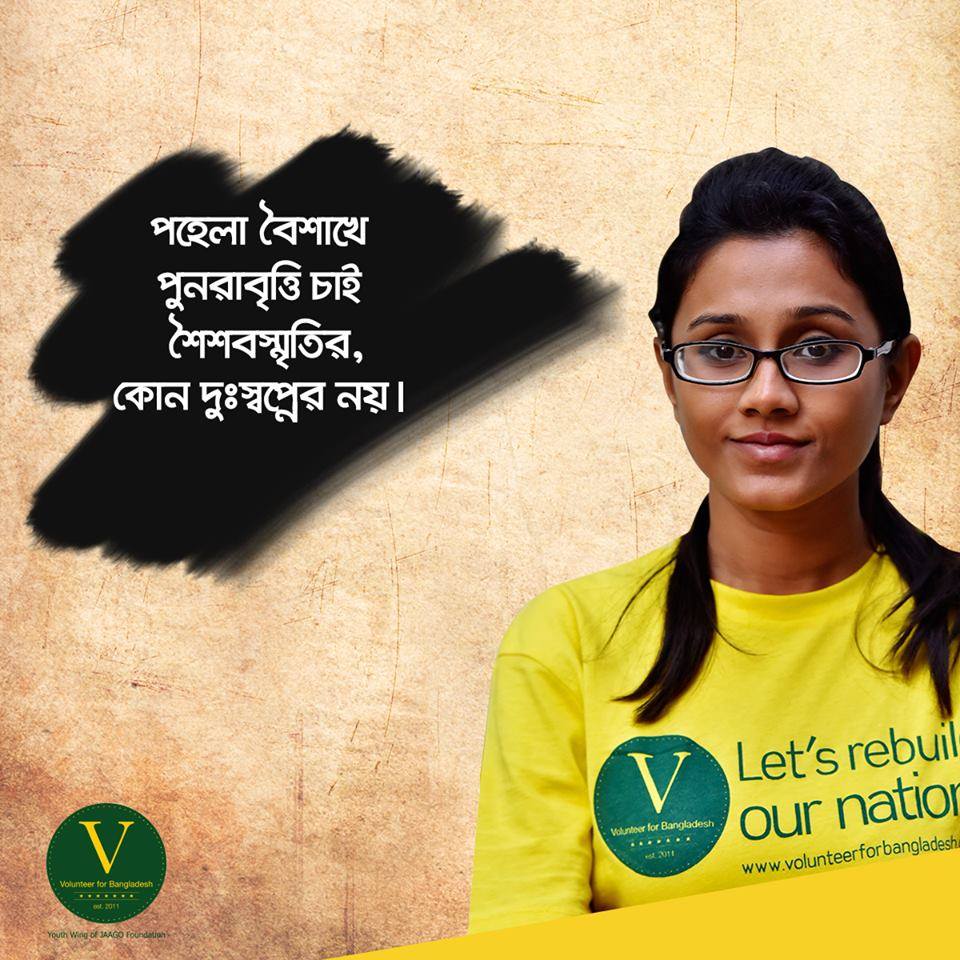 পহেলা বৈশাখে
পুনরাবৃত্তি চাই
শৈশবস্মৃতির,
কোন দুঃস্বপ্নের নয়।
V
Volunteer for Bangladesh
est. 2011
Let's rebuil
our nation
www.volunteerforbangladesh
V
Volunteer for Bangladesh
est. 2011
Youth Wing of JAAGO Foundation